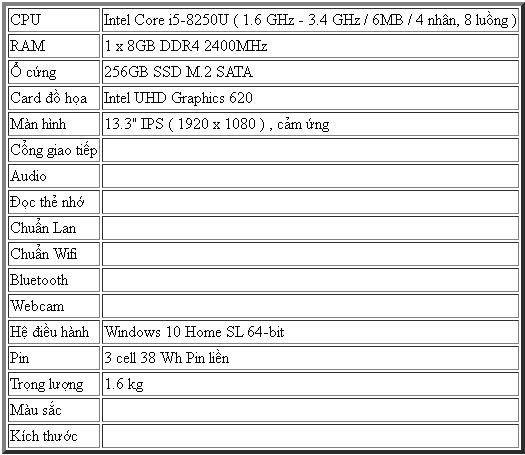 CPU Intel Core i5-8250U ( 1.6 GHz - 3.4 GHz / 6MB / 4 nhân, 8 luồng )
RAM 1 x 8GB DDR4 2400MHz
Ổ cứng 256GB SSD M.2 SATA
Card đồ họa Intel UHD Graphics 620
Màn hình 13.3" IPS ( 1920 x 1080 ) , cảm ứng
Cổng giao tiếp
Audio
Đọc thẻ nhớ
Chuẩn Lan
Chuẩn Wifi
Bluetooth
Webcam
Hệ điều hành Windows 10 Home SL 64-bit
Pin 3 cell 38 Wh Pin liền
Trọng lượng 1.6 kg
Màu sắc
Kích thước